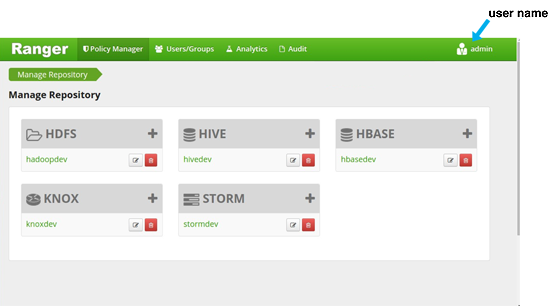 user name
Ranger Policy Manager Users/Groups Analytics Audit admin
Manage Repository
Manage Repository
HDFS + HIVE + HBASE +
hadoopdev hivedev hbasedev
KNOX + STORM +
knoxdev stormdev